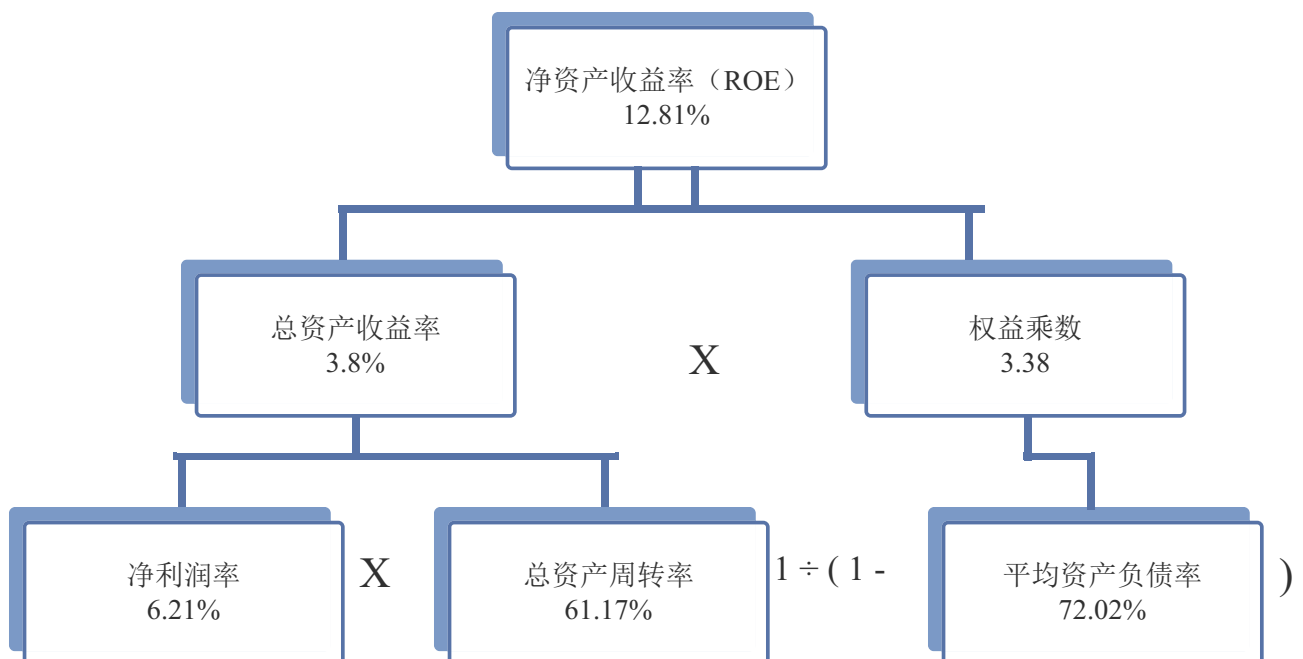 净资产收益率（ROE）
12.81%
总资产收益率
3.8%
X
权益乘数
3.38
净利润率
6.21%
X
总资产周转率
61.17%
1 ÷ ( 1 -
平均资产负债率
72.02%
)